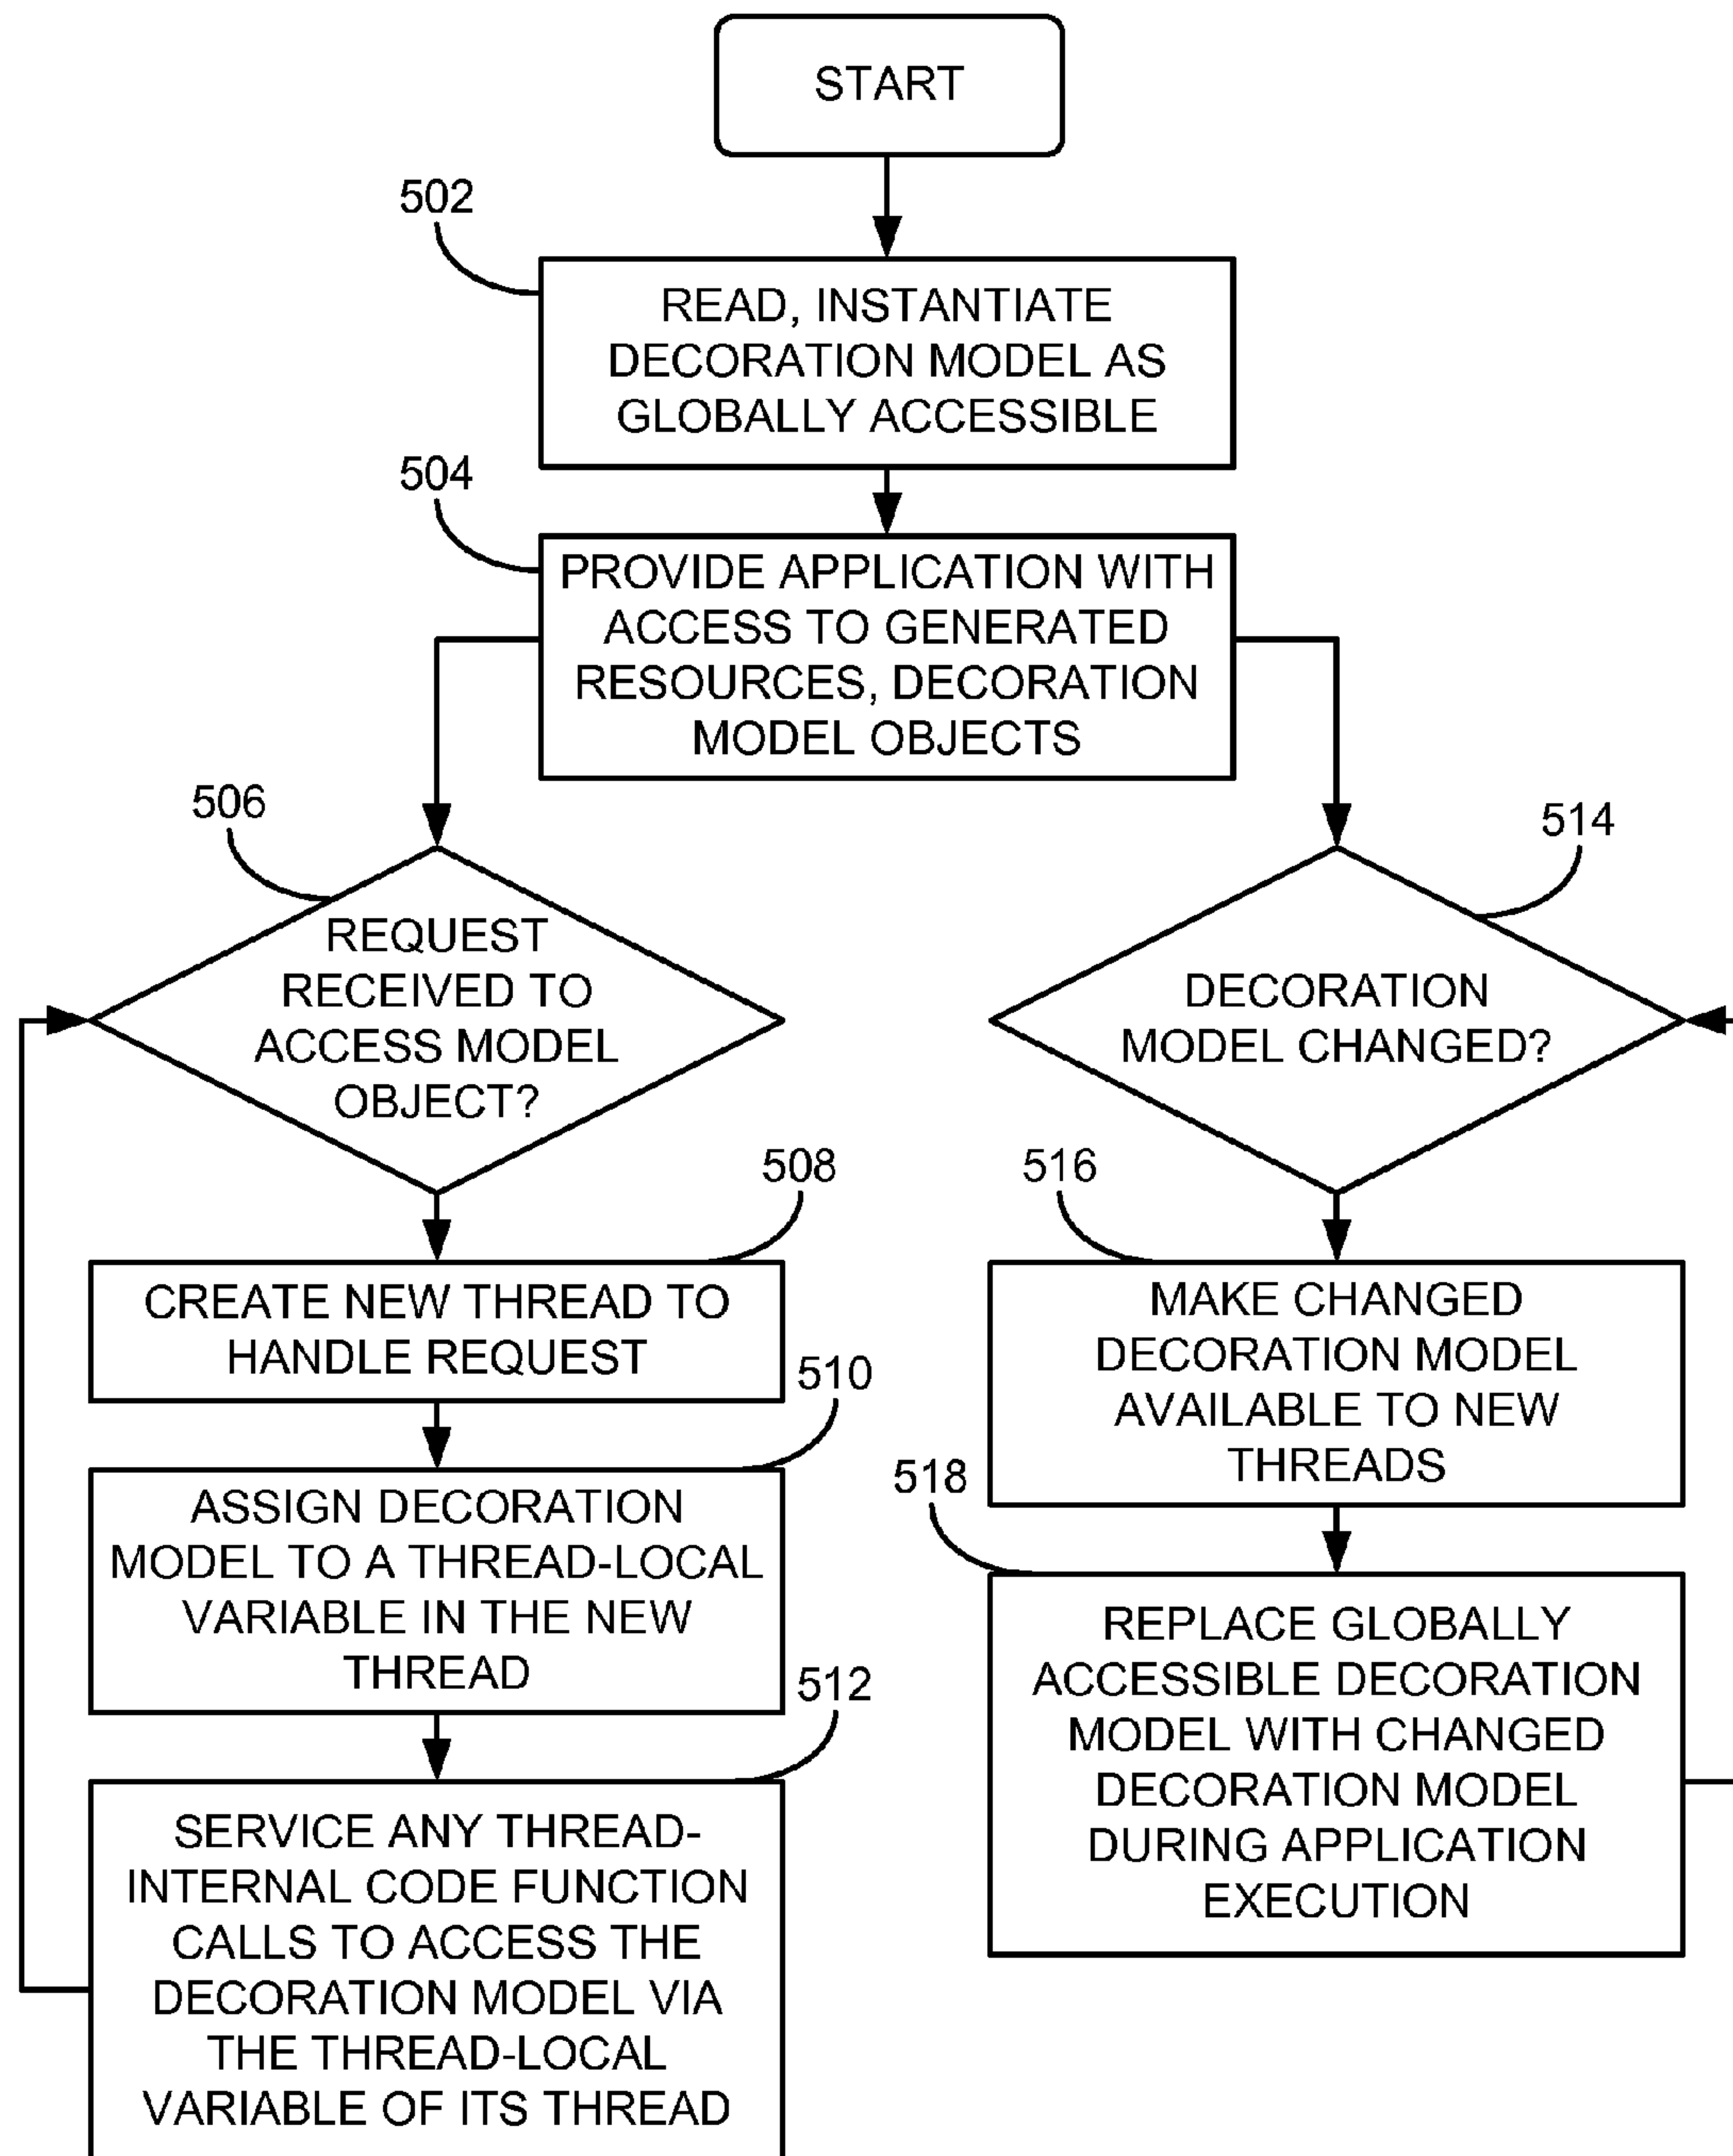 START
502
READ, INSTANTIATE
DECORATION MODEL AS
GLOBALLY ACCESSIBLE
504
PROVIDE APPLICATION WITH
ACCESS TO GENERATED
RESOURCES, DECORATION
MODEL OBJECTS
506
REQUEST
RECEIVED TO
ACCESS MODEL
OBJECT?
508
CREATE NEW THREAD TO
HANDLE REQUEST
510
ASSIGN DECORATION
MODEL TO A THREAD-LOCAL
VARIABLE IN THE NEW
THREAD
512
SERVICE ANY THREAD-
INTERNAL CODE FUNCTION
CALLS TO ACCESS THE
DECORATION MODEL VIA
THE THREAD-LOCAL
VARIABLE OF ITS THREAD
514
DECORATION
MODEL CHANGED?
516
MAKE CHANGED
DECORATION MODEL
AVAILABLE TO NEW
THREADS
518
REPLACE GLOBALLY
ACCESSIBLE DECORATION
MODEL WITH CHANGED
DECORATION MODEL
DURING APPLICATION
EXECUTION